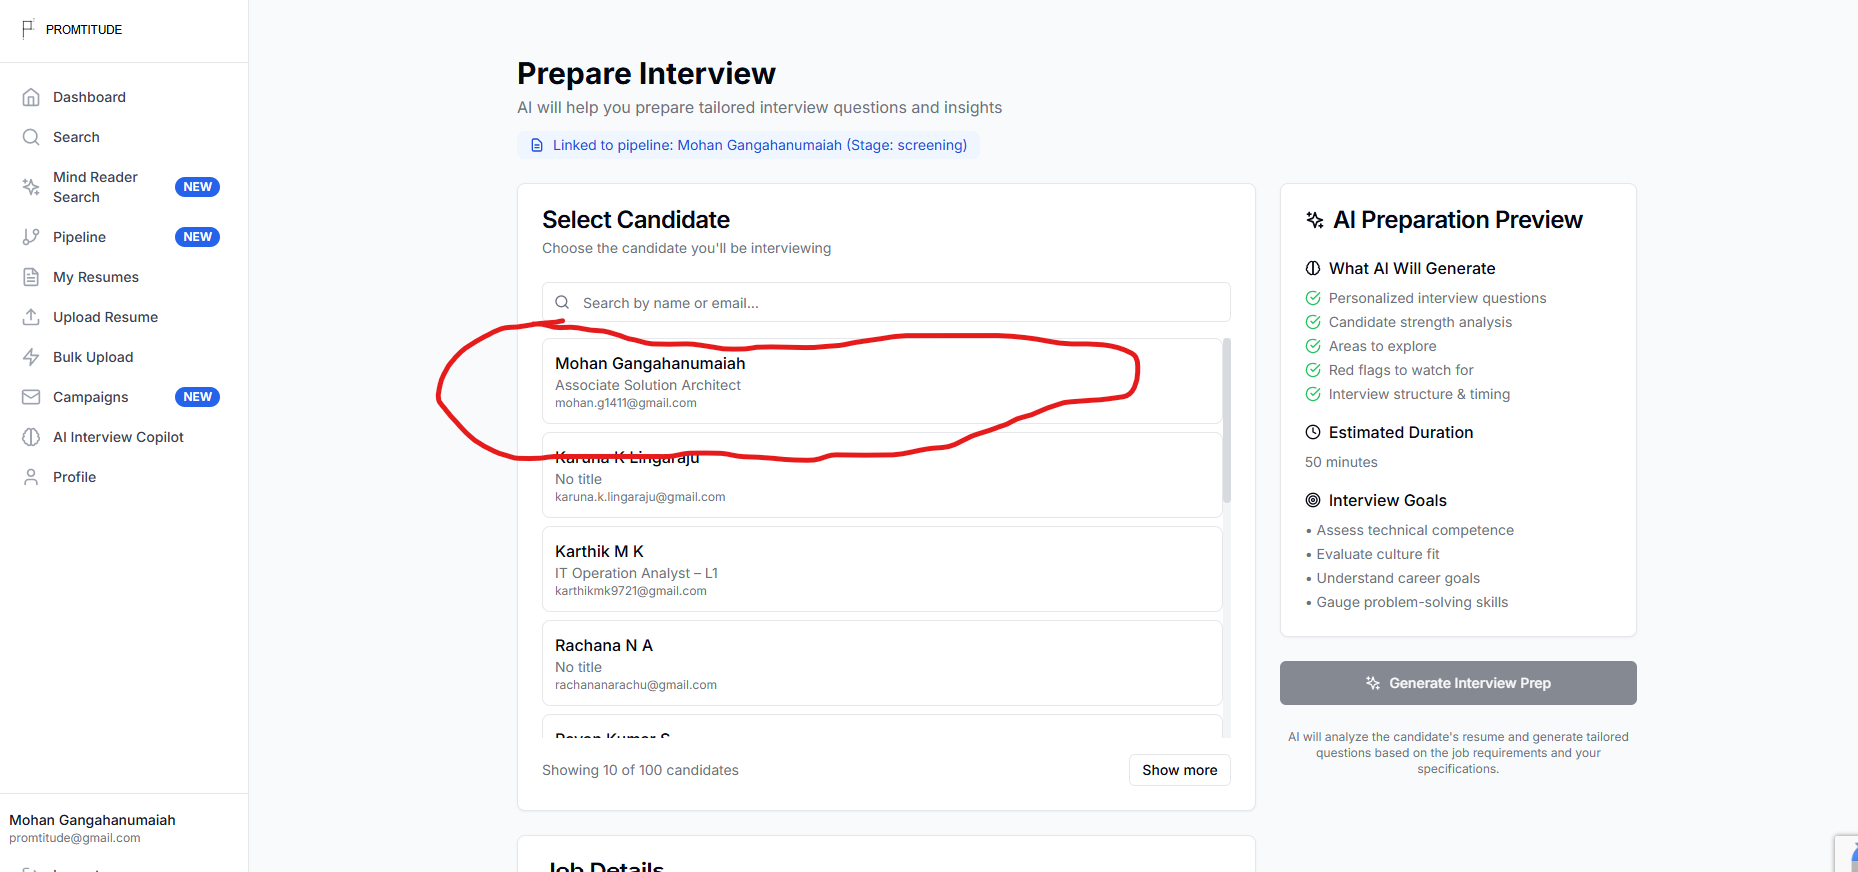 PROMTITUDE
Dashboard
Search
Mind Reader
Search
NEW
Pipeline
NEW
My Resumes
Upload Resume
Bulk Upload
Campaigns
NEW
AI Interview Copilot
Profile
Mohan Gangahanumaiah
promtitude@gmail.com
Prepare Interview
AI will help you prepare tailored interview questions and insights
Linked to pipeline: Mohan Gangahanumaiah (Stage: screening)
Select Candidate
Choose the candidate you'll be interviewing
Search by name or email...
Mohan Gangahanumaiah
Associate Solution Architect
mohan.g1411@gmail.com
Karuna K Lingaraju
No title
karuna.k.lingaraju@gmail.com
Karthik M K
IT Operation Analyst – L1
karthikmk9721@gmail.com
Rachana N A
No title
rachananarachu@gmail.com
Kumar S
Showing 10 of 100 candidates
Show more
Job Details
AI Preparation Preview
What AI Will Generate
Personalized interview questions
Candidate strength analysis
Areas to explore
Red flags to watch for
Interview structure & timing
Estimated Duration
50 minutes
Interview Goals
• Assess technical competence
• Evaluate culture fit
• Understand career goals
• Gauge problem-solving skills
Generate Interview Prep
AI will analyze the candidate's resume and generate tailored
questions based on the job requirements and your
specifications.